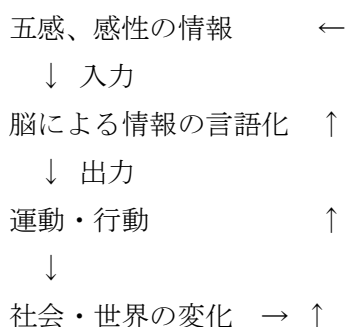 五感、感性の情報 ←
↓ 入力
脳による情報の言語化 ↑
↓ 出力
運動・行動 ↑
↓
社会・世界の変化 → ↑